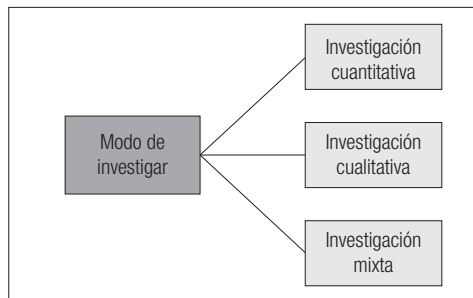 Modo de
investigar
Investigación
cuantitativa
Investigación
cualitativa
Investigación
mixta